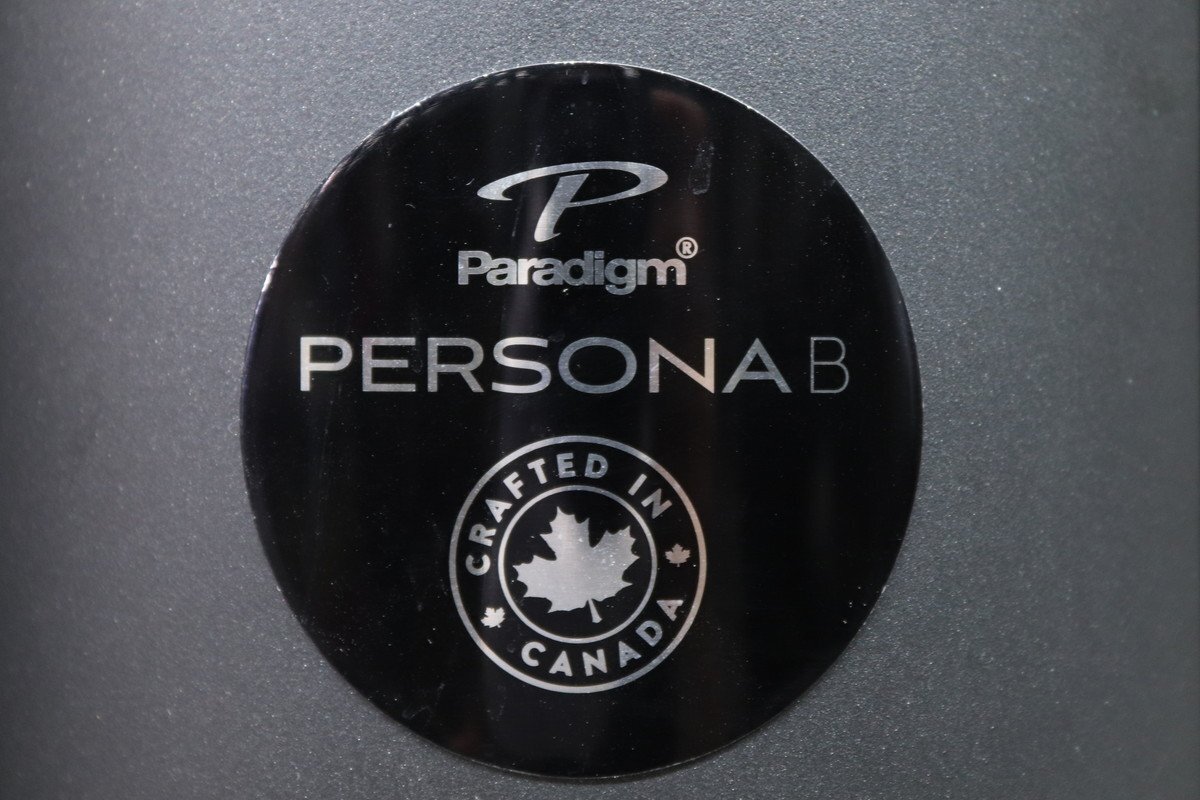 P
Paradigm®
PERSONA B
CRAFTED IN
CANADA